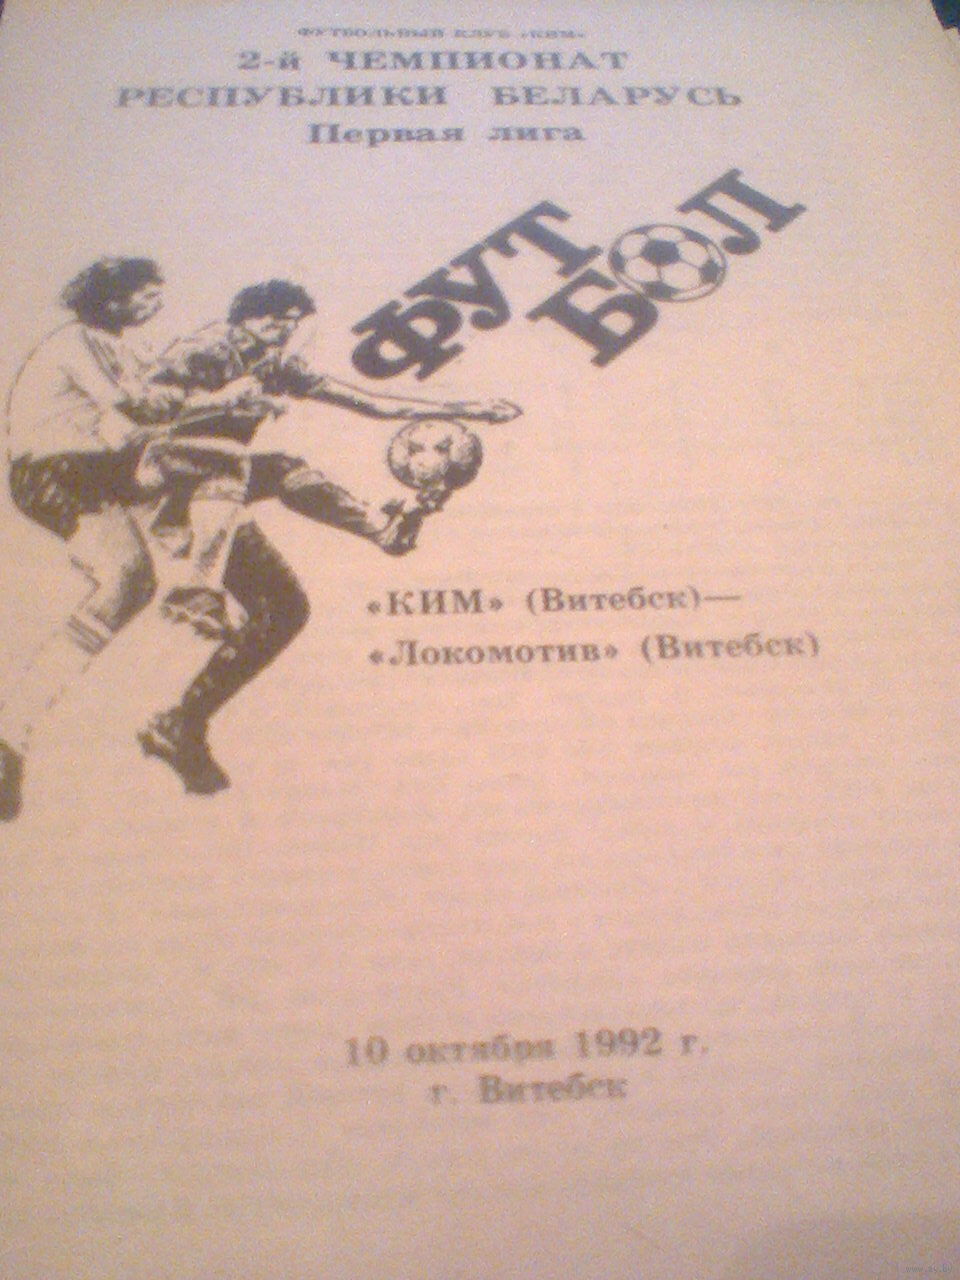 ФУТБОЛЬНЫЙ КЛУБ «КИМ»
2-й ЧЕМПИОНАТ
РЕСПУБЛИКИ БЕЛАРУСЬ
Первая лига
ФУТ
БОЛ
«КИМ» (Витебск)—
«Локомотив» (Витебск)
10 октября 1992 г.
г. Витебск